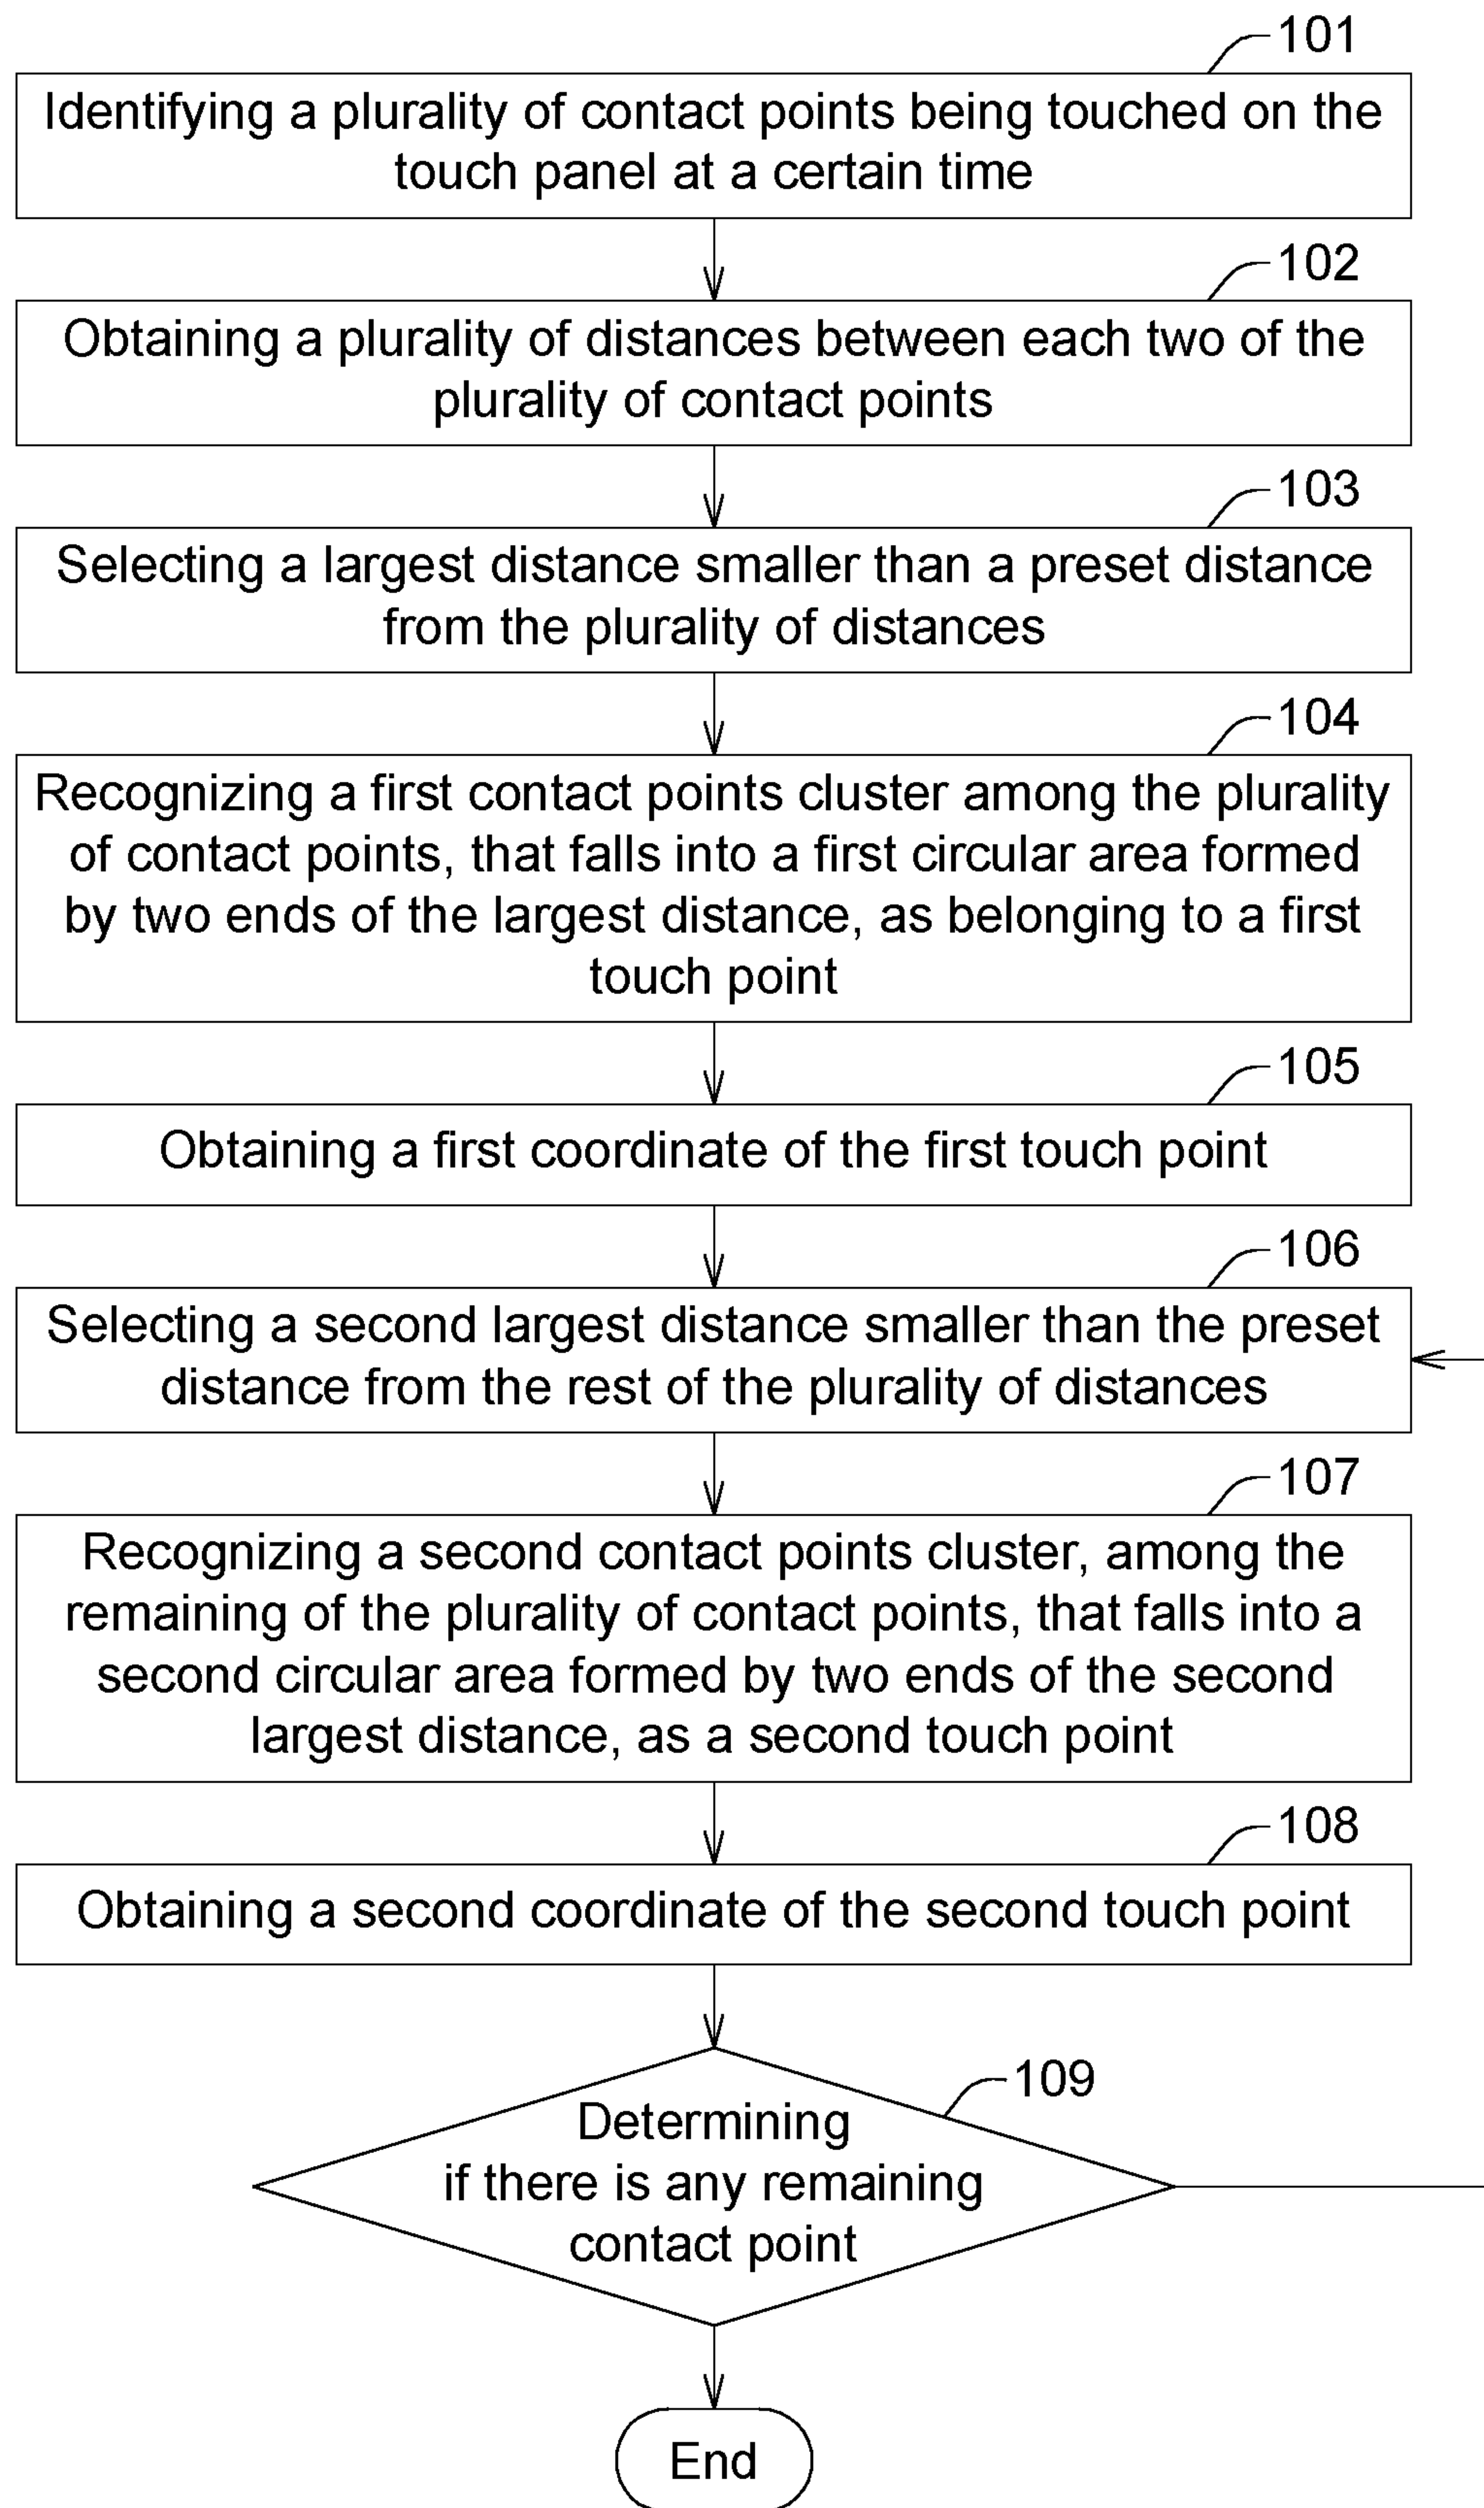 101
Identifying a plurality of contact points being touched on the
touch panel at a certain time
102
Obtaining a plurality of distances between each two of the
plurality of contact points
103
Selecting a largest distance smaller than a preset distance
from the plurality of distances
104
Recognizing a first contact points cluster among the plurality
of contact points, that falls into a first circular area formed
by two ends of the largest distance, as belonging to a first
touch point
105
Obtaining a first coordinate of the first touch point
106
Selecting a second largest distance smaller than the preset
distance from the rest of the plurality of distances
107
Recognizing a second contact points cluster, among the
remaining of the plurality of contact points, that falls into a
second circular area formed by two ends of the second
largest distance, as a second touch point
108
Obtaining a second coordinate of the second touch point
109
Determining
if there is any remaining
contact point
End